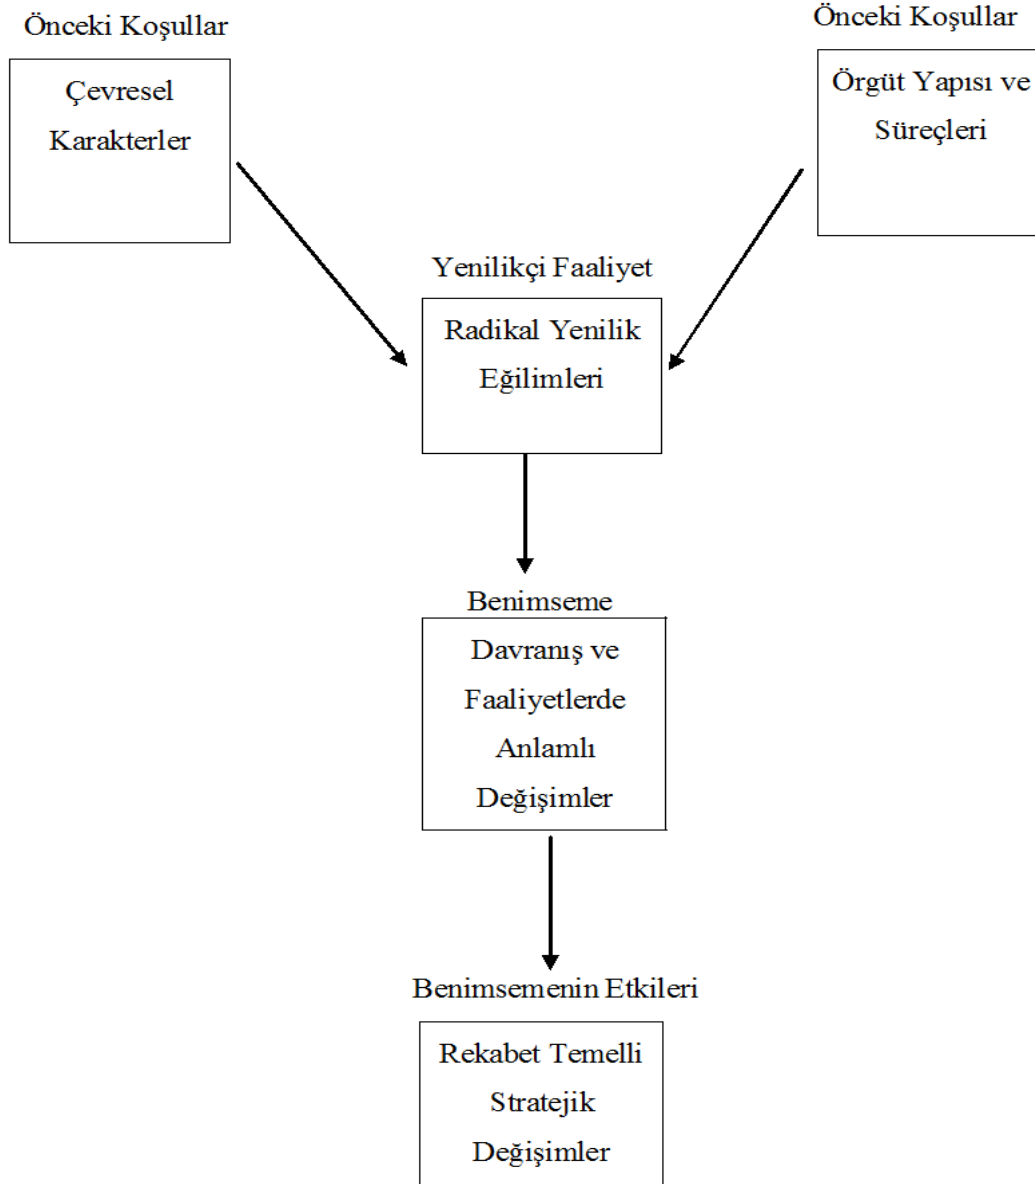 Önceki Koşullar
Çevresel
Karakterler
Önceki Koşullar
Örgüt Yapısı ve
Süreçleri
Yenilikçi Faaliyet
Radikal Yenilik
Eğilimleri
Benimseme
Davranış ve
Faaliyetlerde
Anlamlı
Değişimler
Benimsemenin Etkileri
Rekabet Temelli
Stratejik
Değişimler